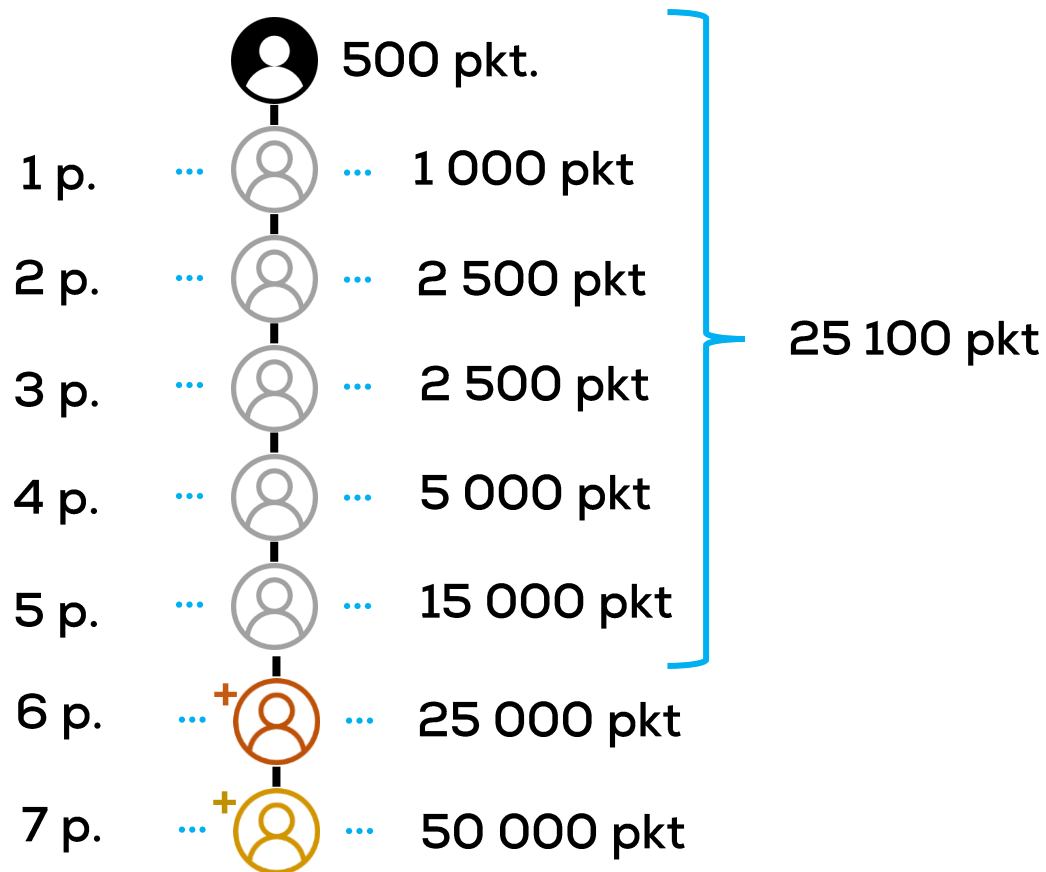 500 pkt.
1 p. ... ... 1 000 pkt
2 p. ... ... 2 500 pkt
3 p. ... ... 2 500 pkt
25 100 pkt
4 p. ... ... 5 000 pkt
5 p. ... ... 15 000 pkt
6 p. ... + ... 25 000 pkt
7 p. ... + ... 50 000 pkt